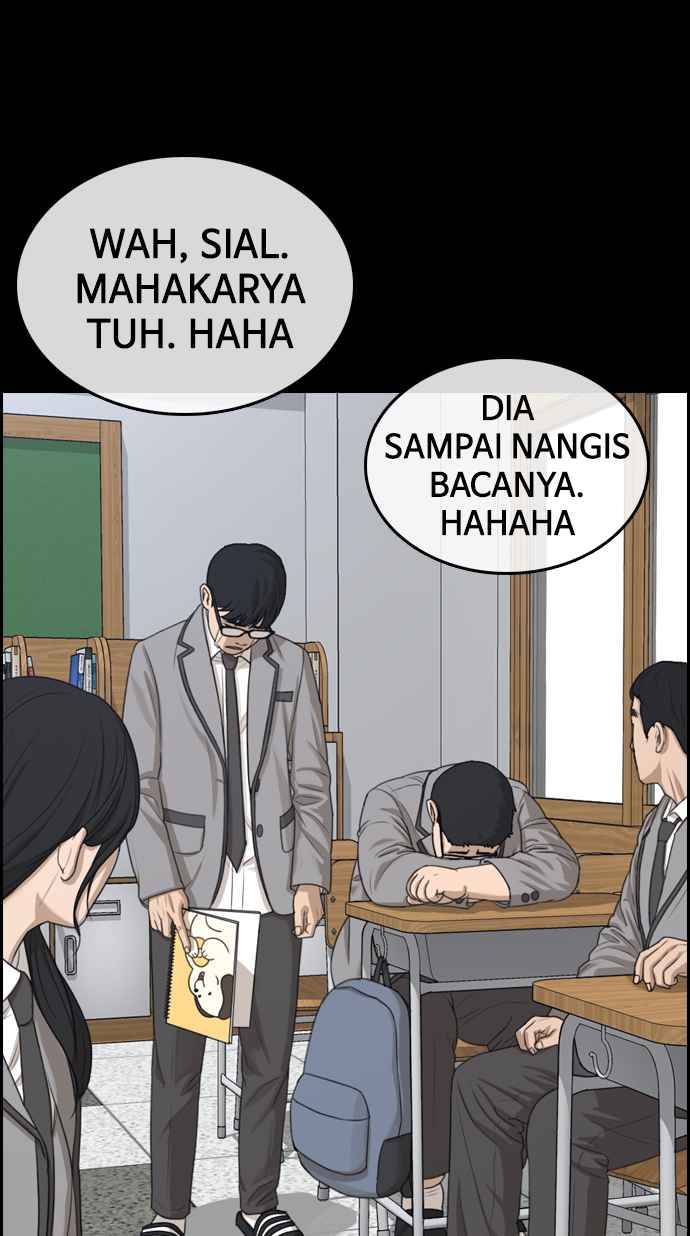 WAH, SIAL.
MAHAKARYA
TUH. HAHA
DIA
SAMPAI NANGIS
BACANYA.
HAHAHA